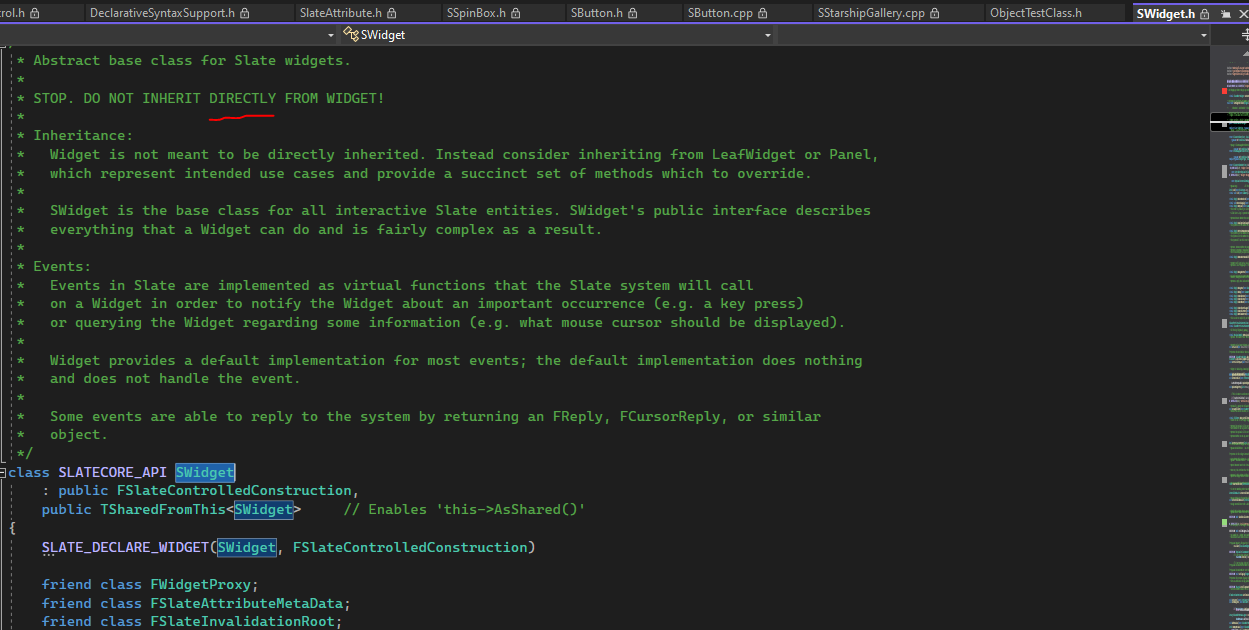 rol.h
DeclarativeSyntaxSupport.h
SlateAttribute.h
SSpinBox.h
SButton.h
SButton.cpp
SStarshipGallery.cpp
ObjectTestClass.h
SWidget.h
SWidget
* Abstract base class for Slate widgets.
*
* STOP. DO NOT INHERIT DIRECTLY FROM WIDGET!
*
* Inheritance:
*   Widget is not meant to be directly inherited. Instead consider inheriting from LeafWidget or Panel,
*   which represent intended use cases and provide a succinct set of methods which to override.
*
*   SWidget is the base class for all interactive Slate entities. SWidget's public interface describes
*   everything that a Widget can do and is fairly complex as a result.
*
* Events:
*   Events in Slate are implemented as virtual functions that the Slate system will call
*   on a Widget in order to notify the Widget about an important occurrence (e.g. a key press)
*   or querying the Widget regarding some information (e.g. what mouse cursor should be displayed).
*
*   Widget provides a default implementation for most events; the default implementation does nothing
*   and does not handle the event.
*
*   Some events are able to reply to the system by returning an FReply, FCursorReply, or similar
*   object.
*/
class SLATECORE_API SWidget
    : public FSlateControlledConstruction,
    public TSharedFromThis<SWidget>     // Enables 'this->AsShared()'
{
    SLATE_DECLARE_WIDGET(SWidget, FSlateControlledConstruction)

    friend class FWidgetProxy;
    friend class FSlateAttributeMetaData;
    friend class FSlateInvalidationRoot;